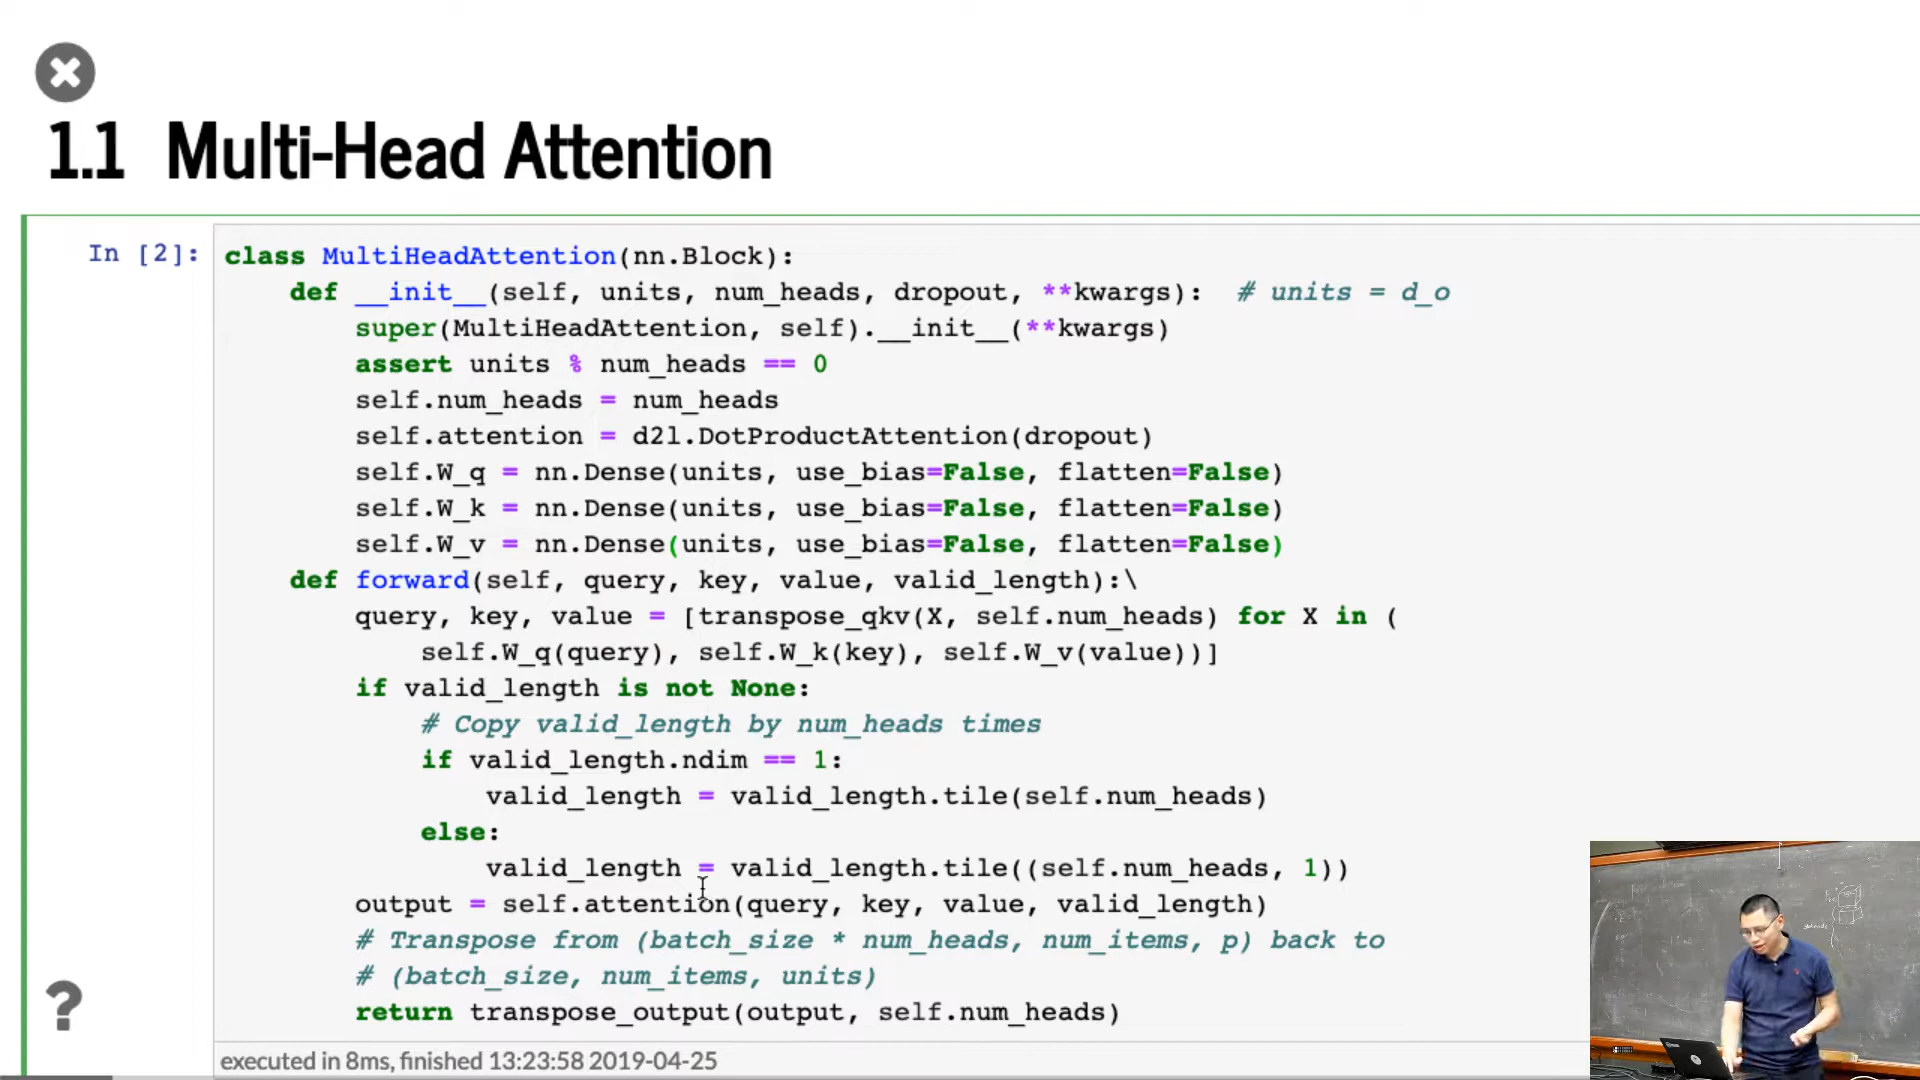 1.1 Multi-Head Attention
In [2]:
class MultiHeadAttention(nn.Block):
    def __init__(self, units, num_heads, dropout, **kwargs):  # units = d_o
        super(MultiHeadAttention, self).__init__(**kwargs)
        assert units % num_heads == 0
        self.num_heads = num_heads
        self.attention = d2l.DotProductAttention(dropout)
        self.W_q = nn.Dense(units, use_bias=False, flatten=False)
        self.W_k = nn.Dense(units, use_bias=False, flatten=False)
        self.W_v = nn.Dense(units, use_bias=False, flatten=False)
    def forward(self, query, key, value, valid_length):\
        query, key, value = [transpose_qkv(X, self.num_heads) for X in (
            self.W_q(query), self.W_k(key), self.W_v(value))]
        if valid_length is not None:
            # Copy valid_length by num_heads times
            if valid_length.ndim == 1:
                valid_length = valid_length.tile(self.num_heads)
            else:
                valid_length = valid_length.tile((self.num_heads, 1))
        output = self.attention(query, key, value, valid_length)
        # Transpose from (batch_size * num_heads, num_items, p) back to
        # (batch_size, num_items, units)
        return transpose_output(output, self.num_heads)
?
executed in 8ms, finished 13:23:58 2019-04-25